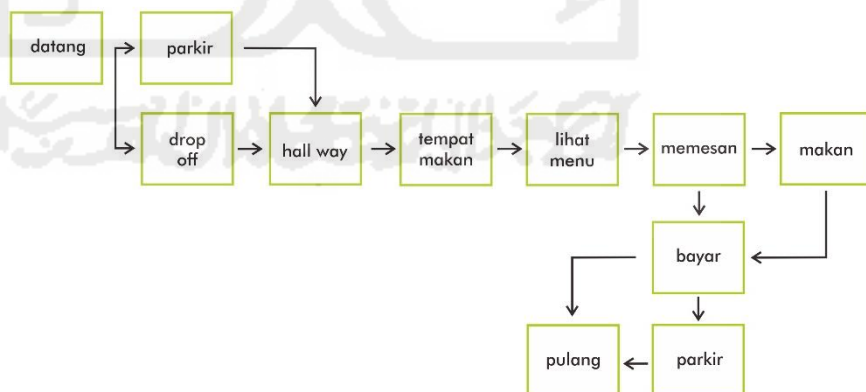 datang
parkir
drop
off
hall way
tempat
makan
lihat
menu
memesan
makan
bayar
pulang
parkir